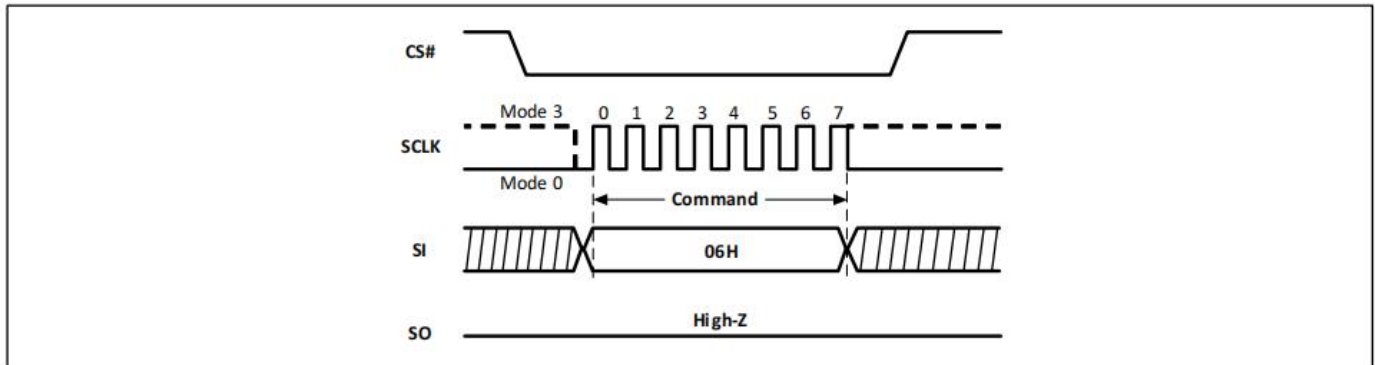 CS#
Mode 3 0 1 2 3 4 5 6 7
SCLK
Mode 0
Command
SI 06H
High-Z
SO